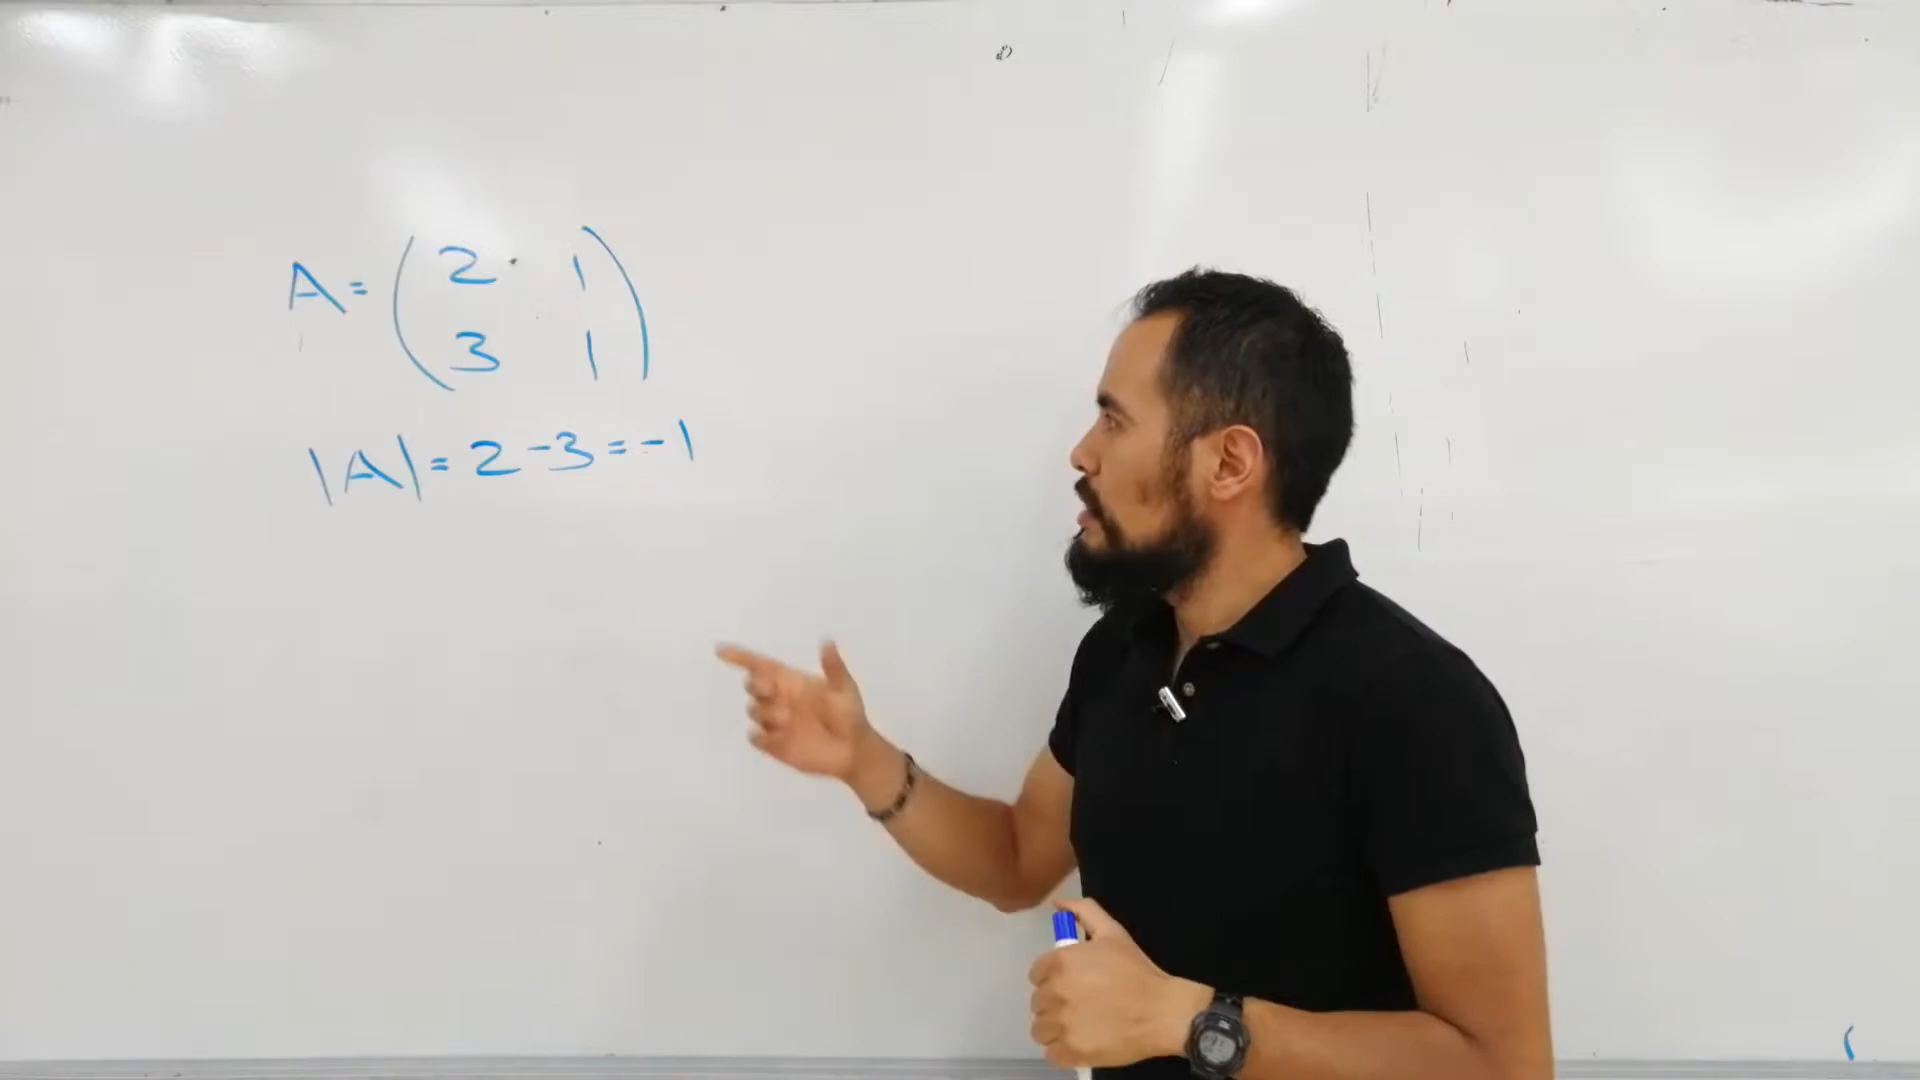 A = ( 2 1
3 1 )
|A| = 2 - 3 = -1